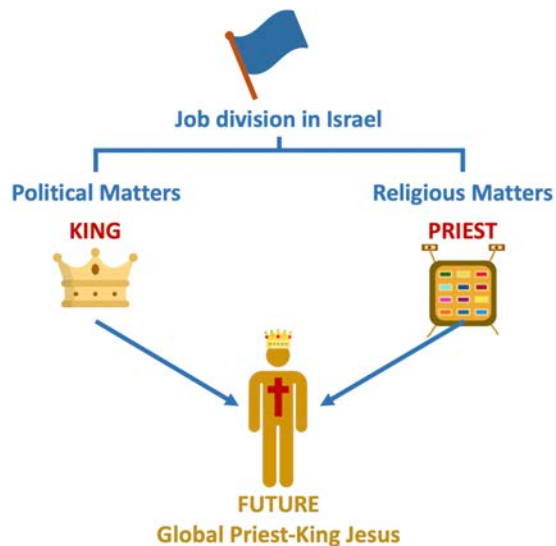 Job division in Israel
Political Matters
Religious Matters
KING
PRIEST
FUTURE
Global Priest-King Jesus